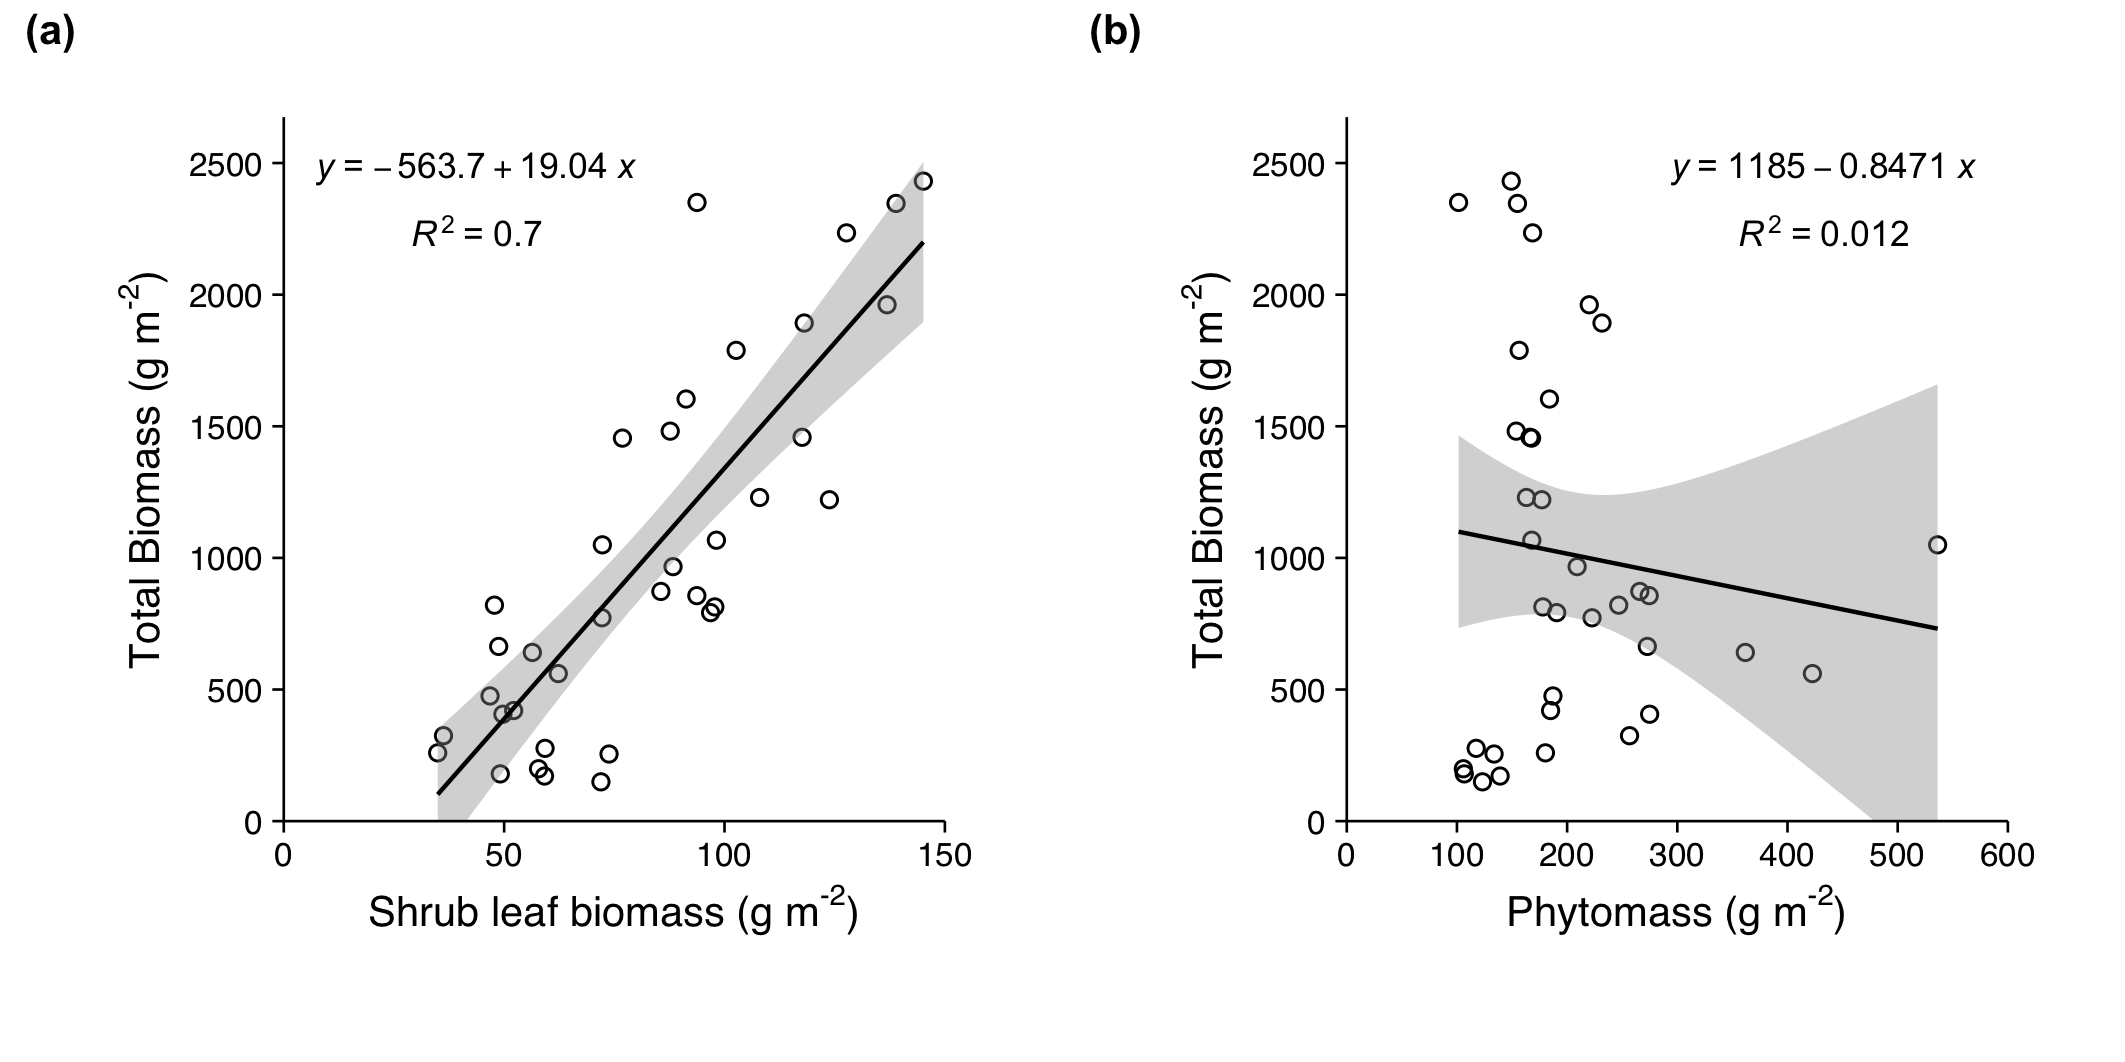 (a)
y = −563.7 + 19.04 x
R² = 0.7
2500
2000
1500
1000
500
0
0 50 100 150
Total Biomass (g m⁻²)
Shrub leaf biomass (g m⁻²)
(b)
y = 1185 − 0.8471 x
R² = 0.012
2500
2000
1500
1000
500
0
0 100 200 300 400 500 600
Total Biomass (g m⁻²)
Phytomass (g m⁻²)